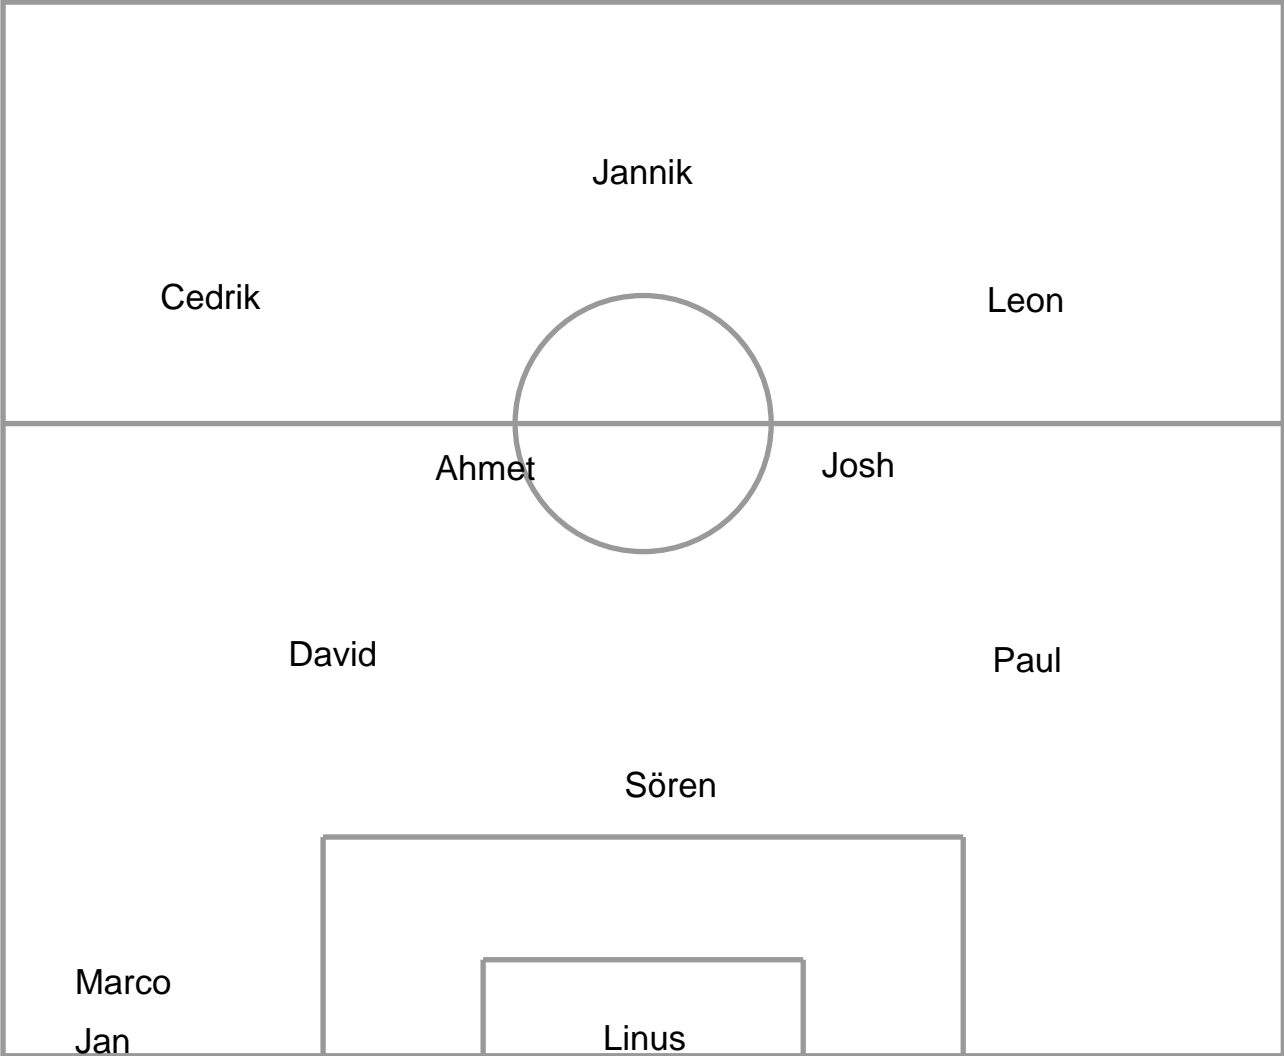 Jannik
Cedrik
Leon
Ahmet
Josh
David
Paul
Sören
Marco
Jan
Linus